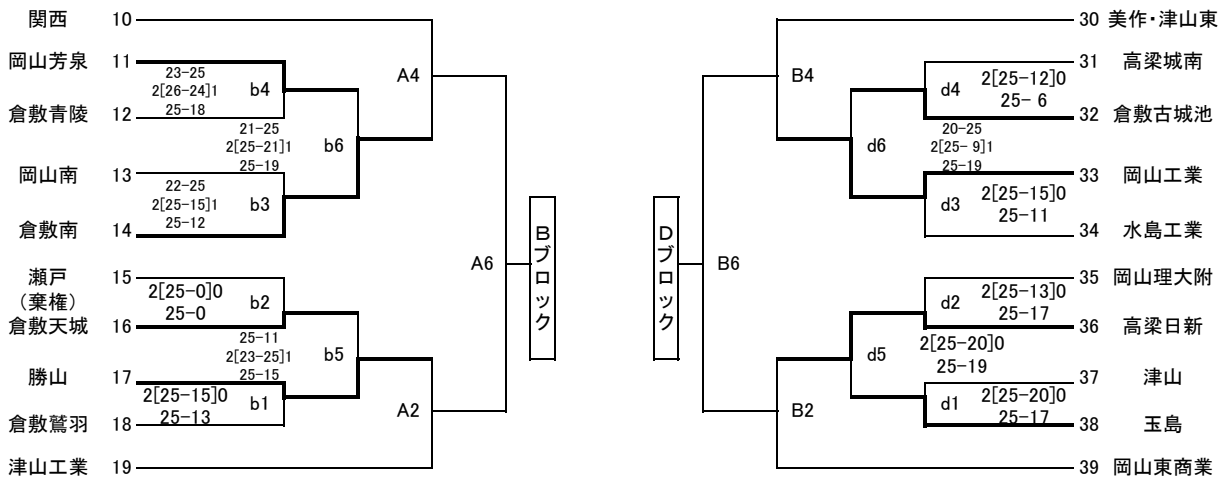 関西 10
岡山芳泉 11
23-25
2[26-24]1
25-18
b4
倉敷青陵 12
21-25
2[25-21]1
25-19
b6
A4
岡山南 13
22-25
2[25-15]1
25-12
b3
倉敷南 14
A6
Bブロック
瀬戸 15
(棄権)
2[25-0]0
25-0
b2
倉敷天城 16
25-11
2[23-25]1
25-15
b5
勝山 17
2[25-15]0
25-13
b1
A2
倉敷鷲羽 18
津山工業 19
30 美作・津山東
B4
31 高梁城南
d4
2[25-12]0
25- 6
32 倉敷古城池
d6
20-25
2[25- 9]1
25-19
33 岡山工業
d3
2[25-15]0
25-11
34 水島工業
Dブロック
B6
35 岡山理大附
d2
2[25-13]0
25-17
36 高梁日新
d5
2[25-20]0
25-19
37 津山
d1
2[25-20]0
25-17
B2
38 玉島
39 岡山東商業